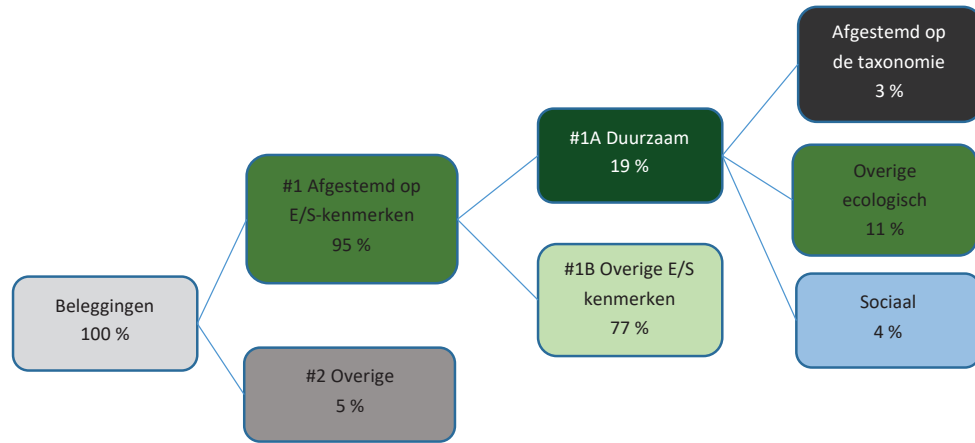 Beleggingen
100 %
#1 Afgestemd op
E/S-kenmerken
95 %
#2 Overige
5 %
#1A Duurzaam
19 %
#1B Overige E/S
kenmerken
77 %
Afgestemd op
de taxonomie
3 %
Overige
ecologisch
11 %
Sociaal
4 %